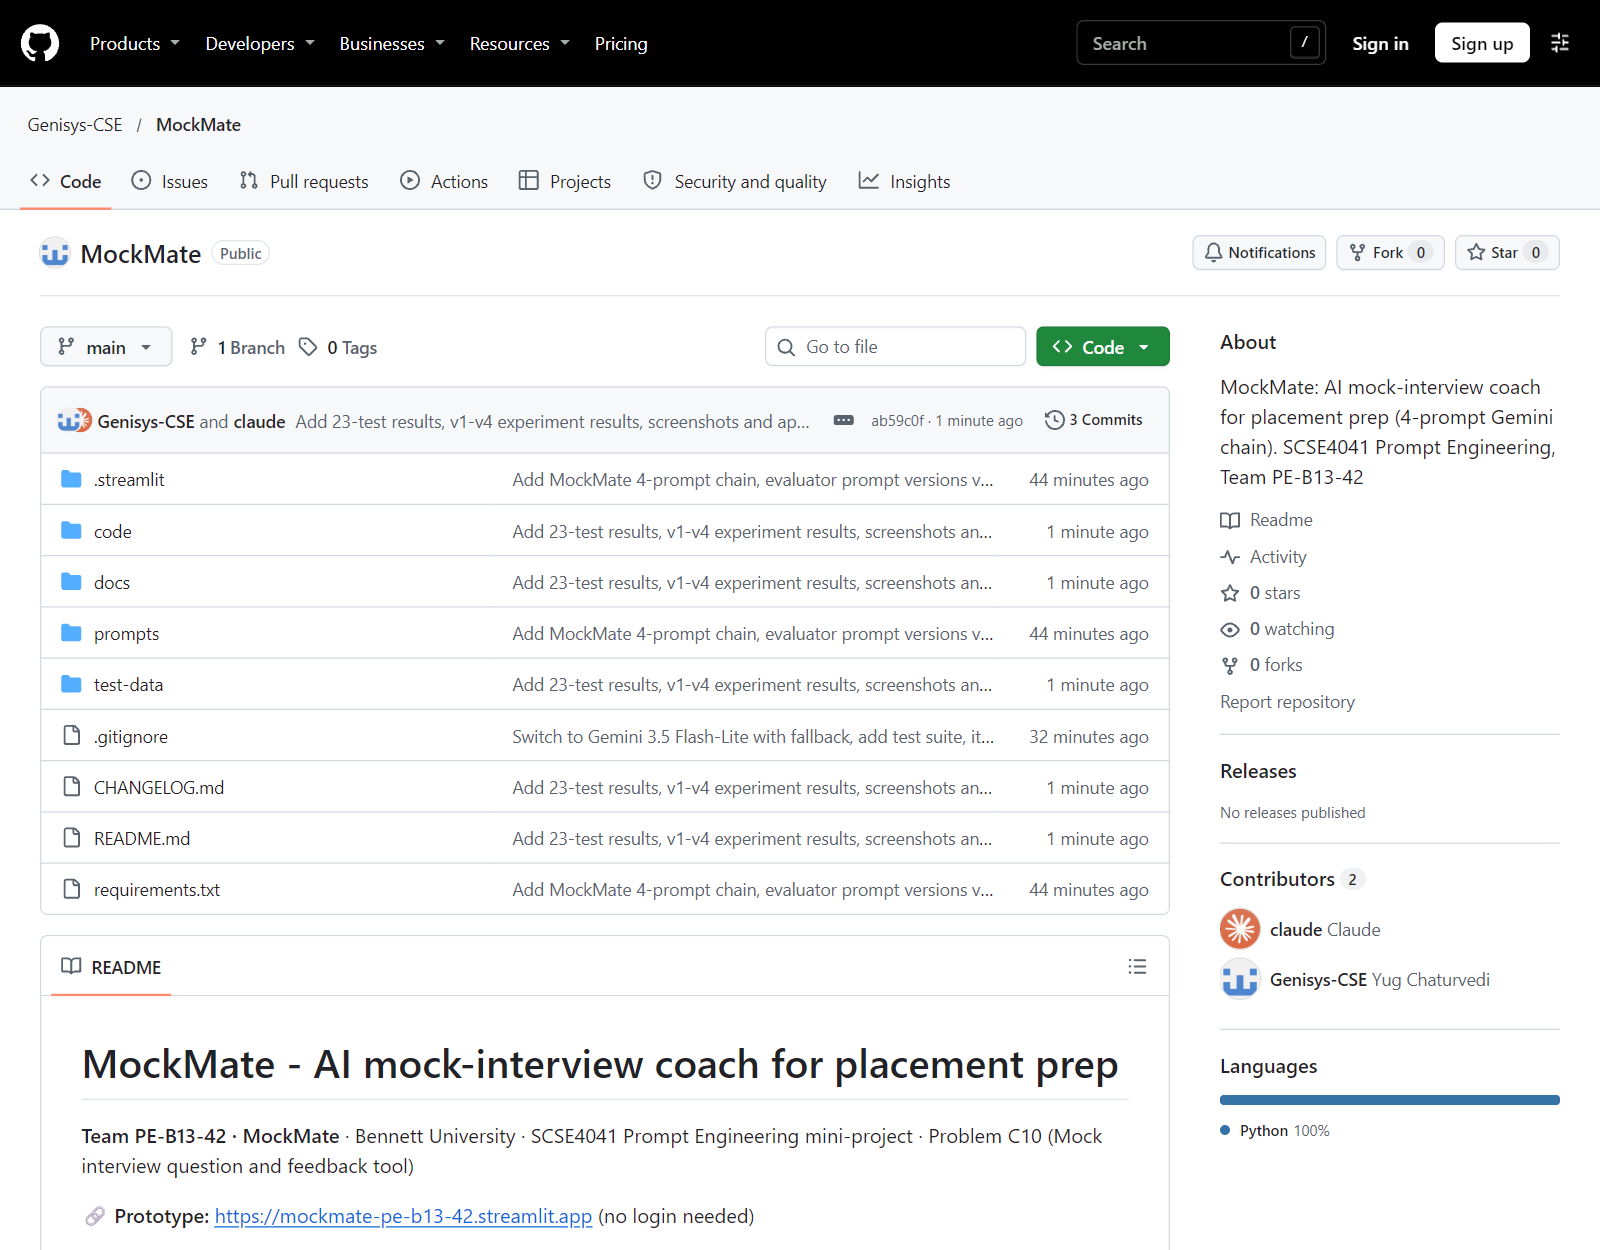 Products Developers Businesses Resources Pricing Search / Sign in Sign up
Genisys-CSE / MockMate
Code Issues Pull requests Actions Projects Security and quality Insights
MockMate Public Notifications Fork 0 Star 0
main 1 Branch 0 Tags Go to file Code
Genisys-CSE and claude Add 23-test results, v1-v4 experiment results, screenshots and ap... ab59c0f · 1 minute ago 3 Commits
.streamlit Add MockMate 4-prompt chain, evaluator prompt versions v... 44 minutes ago
code Add 23-test results, v1-v4 experiment results, screenshots an... 1 minute ago
docs Add 23-test results, v1-v4 experiment results, screenshots an... 1 minute ago
prompts Add MockMate 4-prompt chain, evaluator prompt versions v... 44 minutes ago
test-data Add 23-test results, v1-v4 experiment results, screenshots an... 1 minute ago
.gitignore Switch to Gemini 3.5 Flash-Lite with fallback, add test suite, it... 32 minutes ago
CHANGELOG.md Add 23-test results, v1-v4 experiment results, screenshots an... 1 minute ago
README.md Add 23-test results, v1-v4 experiment results, screenshots an... 1 minute ago
requirements.txt Add MockMate 4-prompt chain, evaluator prompt versions v... 44 minutes ago
README
MockMate - AI mock-interview coach for placement prep
Team PE-B13-42 · MockMate · Bennett University · SCSE4041 Prompt Engineering mini-project · Problem C10 (Mock
interview question and feedback tool)
Prototype: https://mockmate-pe-b13-42.streamlit.app (no login needed)
About
MockMate: AI mock-interview coach
for placement prep (4-prompt Gemini
chain). SCSE4041 Prompt Engineering,
Team PE-B13-42
Readme
Activity
0 stars
0 watching
0 forks
Report repository
Releases
No releases published
Contributors 2
claude Claude
Genisys-CSE Yug Chaturvedi
Languages
Python 100%